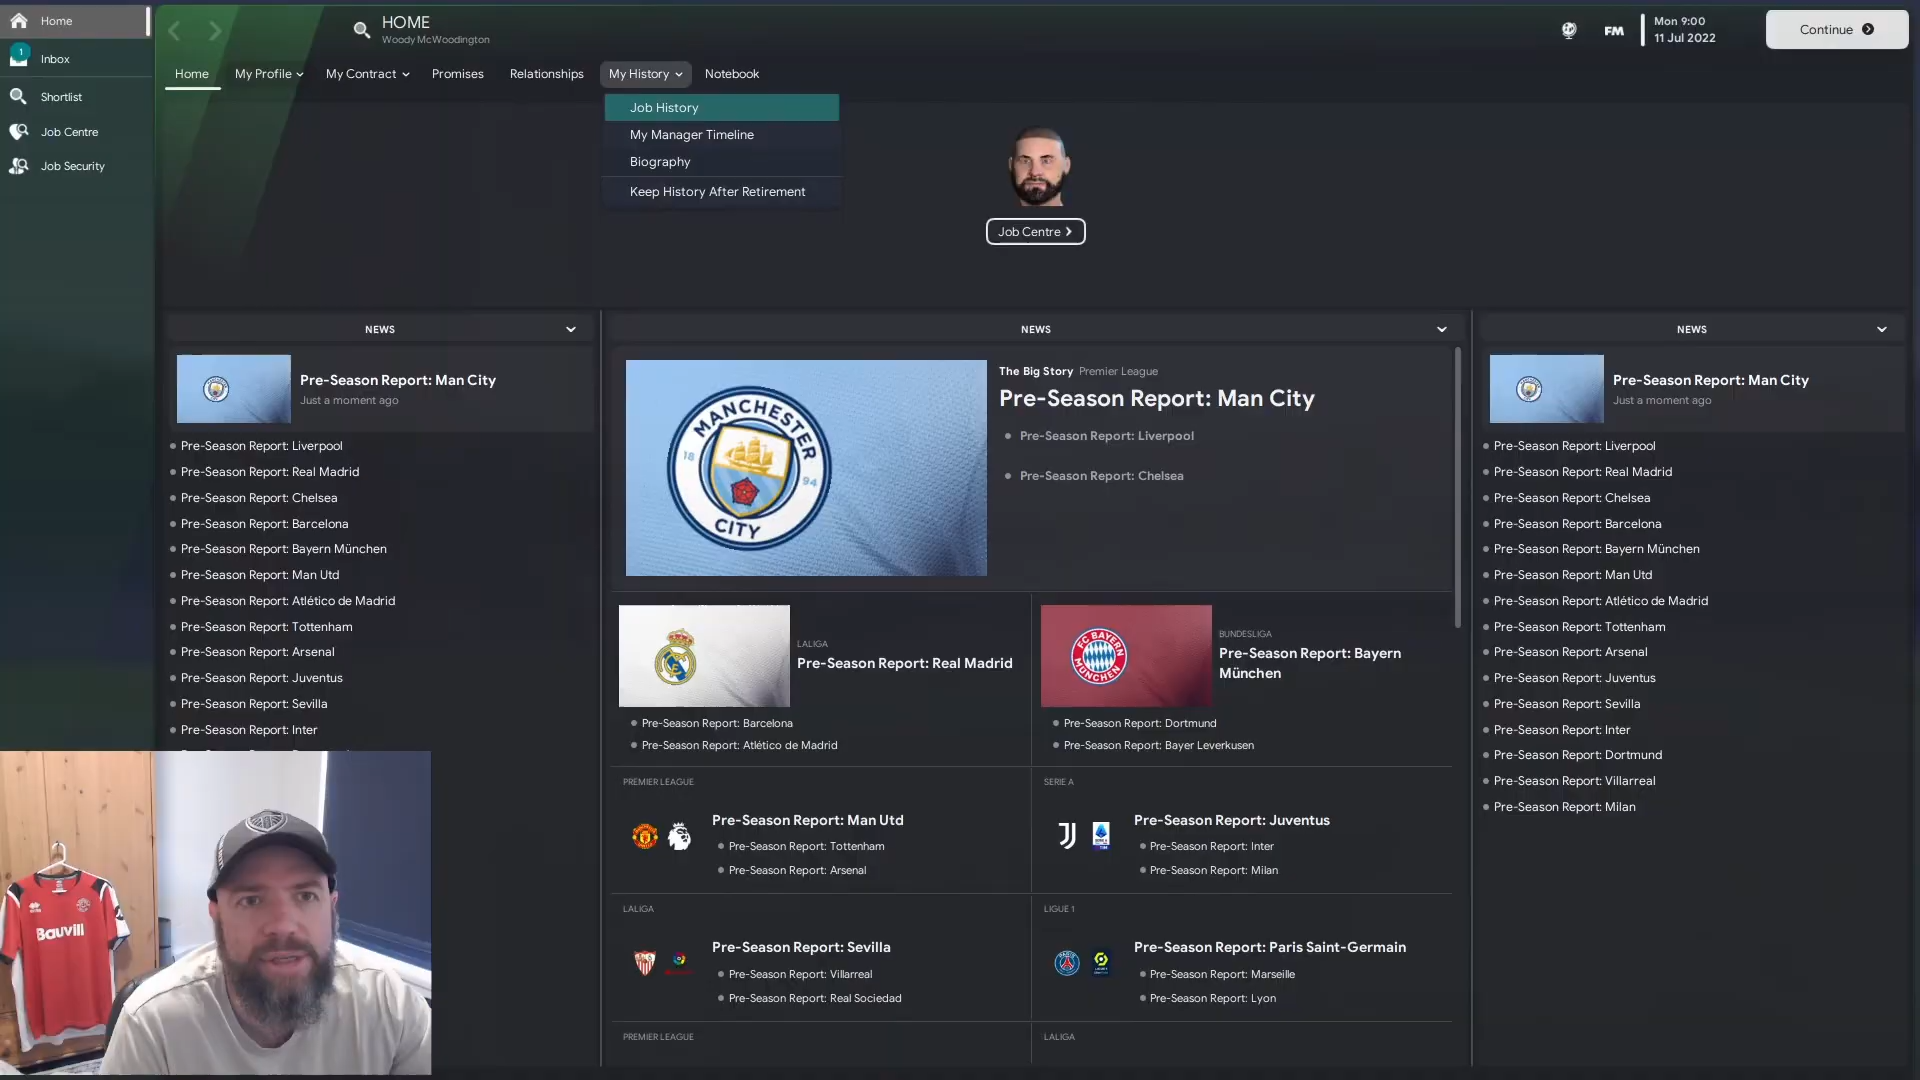 Home
1
Inbox
Shortlist
Job Centre
Job Security
HOME
Woody McWoodington
FM
Mon 9:00
11 Jul 2022
Continue
Home
My Profile
My Contract
Promises
Relationships
My History
Notebook
Job History
My Manager Timeline
Biography
Keep History After Retirement
Job Centre
NEWS
Pre-Season Report: Man City
Just a moment ago
Pre-Season Report: Liverpool
Pre-Season Report: Real Madrid
Pre-Season Report: Chelsea
Pre-Season Report: Barcelona
Pre-Season Report: Bayern München
Pre-Season Report: Man Utd
Pre-Season Report: Atlético de Madrid
Pre-Season Report: Tottenham
Pre-Season Report: Arsenal
Pre-Season Report: Juventus
Pre-Season Report: Sevilla
Pre-Season Report: Inter
Bauvill
NEWS
MANCHESTER
18 94
CITY
The Big Story Premier League
Pre-Season Report: Man City
Pre-Season Report: Liverpool
Pre-Season Report: Chelsea
LALIGA
Pre-Season Report: Real Madrid
Pre-Season Report: Barcelona
Pre-Season Report: Atlético de Madrid
FC BAYERN
MÜNCHEN
BUNDESLIGA
Pre-Season Report: Bayern
München
Pre-Season Report: Dortmund
Pre-Season Report: Bayer Leverkusen
PREMIER LEAGUE
Pre-Season Report: Man Utd
Pre-Season Report: Tottenham
Pre-Season Report: Arsenal
SERIE A
Pre-Season Report: Juventus
Pre-Season Report: Inter
Pre-Season Report: Milan
LALIGA
Pre-Season Report: Sevilla
Pre-Season Report: Villarreal
Pre-Season Report: Real Sociedad
LIGUE 1
Pre-Season Report: Paris Saint-Germain
Pre-Season Report: Marseille
Pre-Season Report: Lyon
PREMIER LEAGUE
LALIGA
NEWS
Pre-Season Report: Man City
Just a moment ago
Pre-Season Report: Liverpool
Pre-Season Report: Real Madrid
Pre-Season Report: Chelsea
Pre-Season Report: Barcelona
Pre-Season Report: Bayern München
Pre-Season Report: Man Utd
Pre-Season Report: Atlético de Madrid
Pre-Season Report: Tottenham
Pre-Season Report: Arsenal
Pre-Season Report: Juventus
Pre-Season Report: Sevilla
Pre-Season Report: Inter
Pre-Season Report: Dortmund
Pre-Season Report: Villarreal
Pre-Season Report: Milan